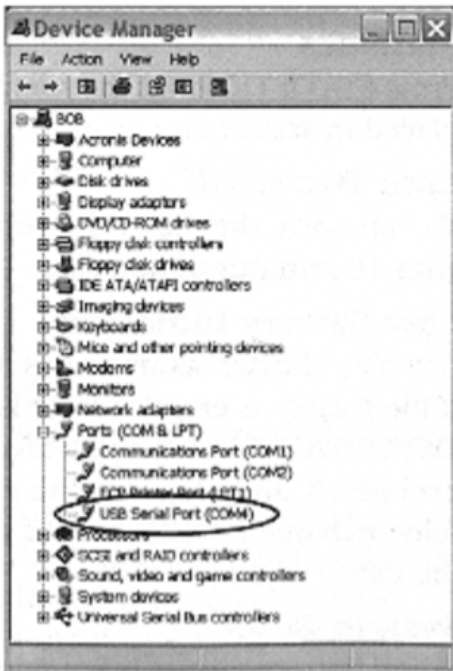 Device Manager
File Action View Help
BOB
Acronis Devices
Computer
Disk drives
Display adapters
DVD/CD-ROM drives
Floppy disk controllers
Floppy disk drives
IDE ATA/ATAPI controllers
Imaging devices
Keyboards
Mice and other pointing devices
Modems
Monitors
Network adapters
Ports (COM & LPT)
Communications Port (COM1)
Communications Port (COM2)
ECP Printer Port (LPT1)
USB Serial Port (COM4)
Processors
SCSI and RAID controllers
Sound, video and game controllers
System devices
Universal Serial Bus controllers